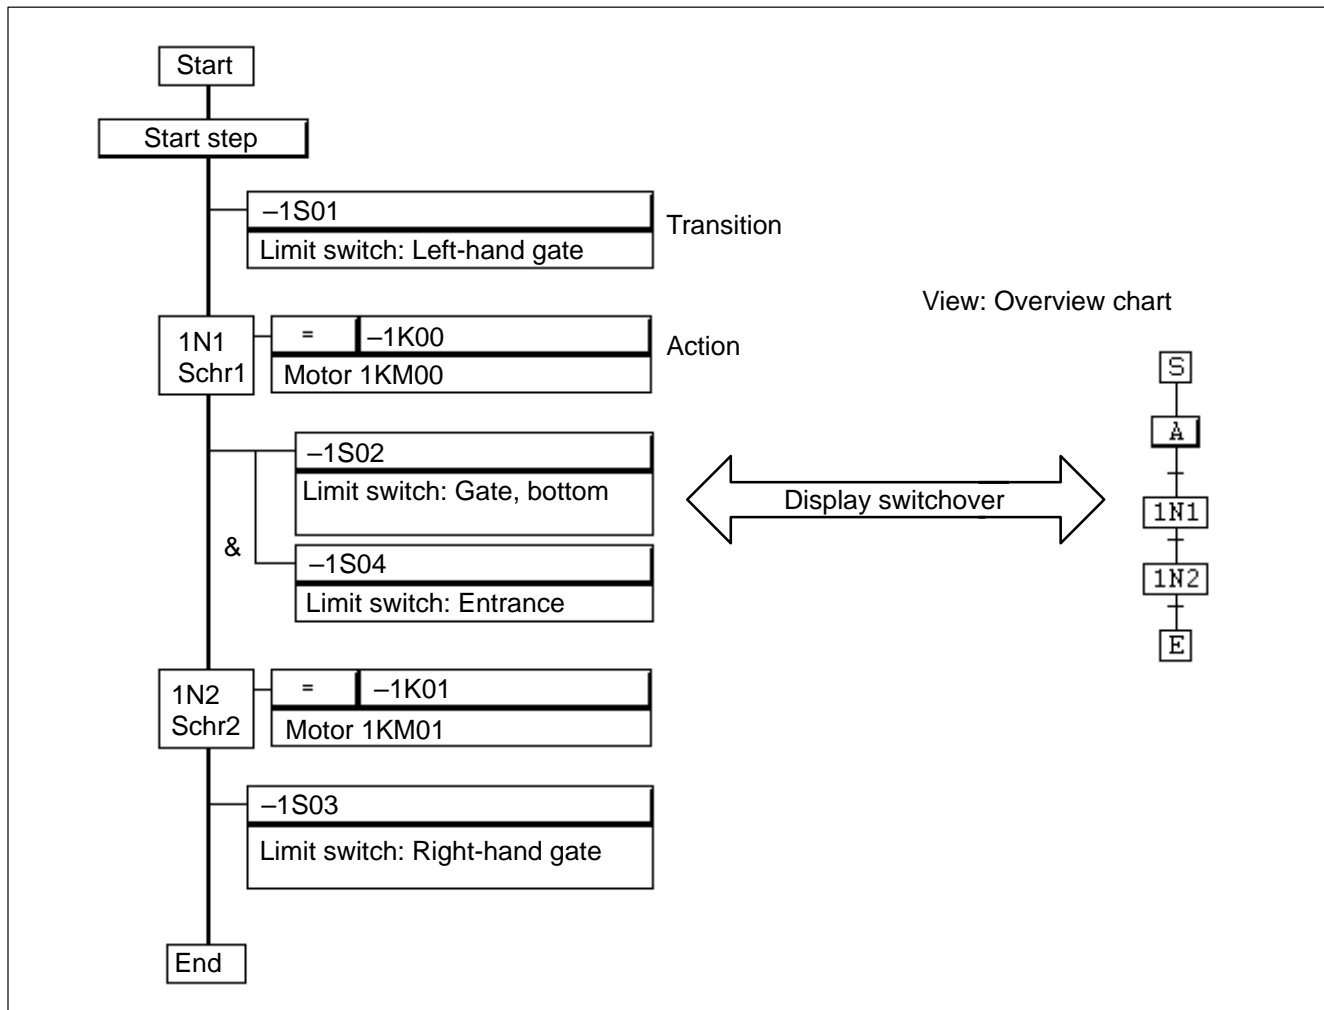 Start
Start step
–1S01
Limit switch: Left-hand gate
Transition
View: Overview chart
1N1
Schr1
=
–1K00
Motor 1KM00
Action
–1S02
Limit switch: Gate, bottom
&
–1S04
Limit switch: Entrance
Display switchover
1N2
Schr2
=
–1K01
Motor 1KM01
–1S03
Limit switch: Right-hand gate
End
S
A
1N1
1N2
E